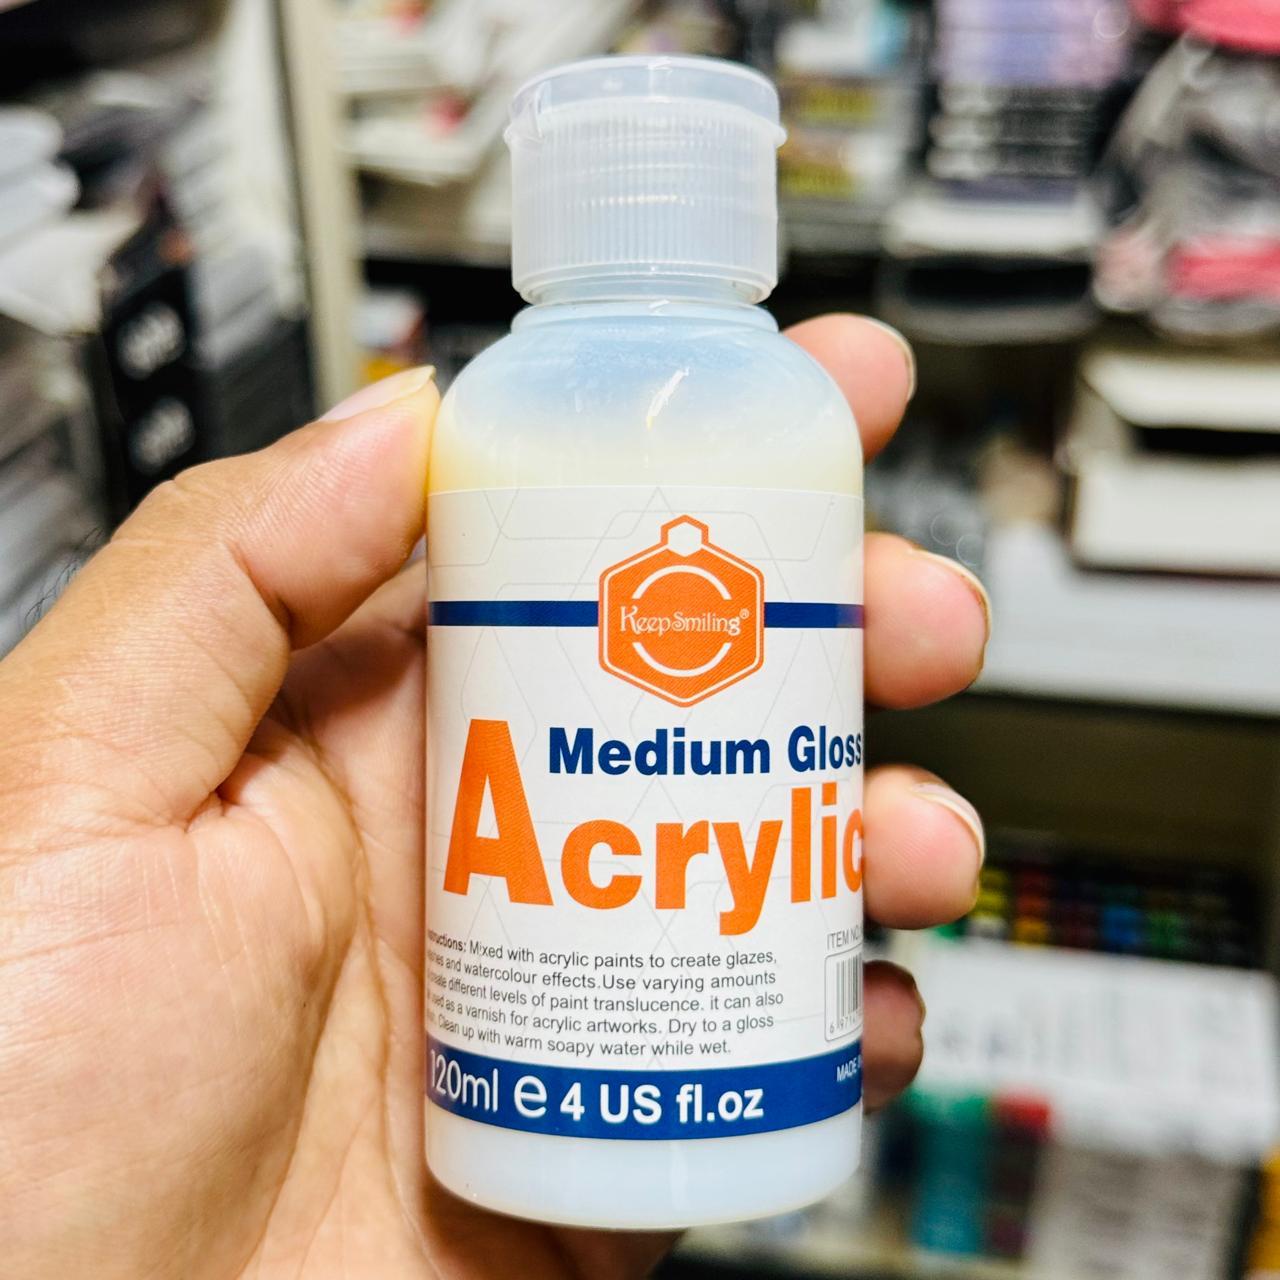 KeepSmiling®
Medium Gloss
Acrylic
Mixed with acrylic paints to create glazes,
and watercolour effects.Use varying amounts
create different levels of paint translucence. it can also
used as a varnish for acrylic artworks. Dry to a gloss
Clean up with warm soapy water while wet.
ITEM NO.
120ml e 4 US fl.oz
MADE